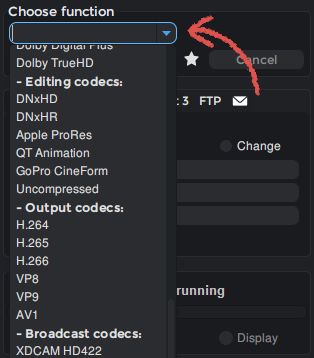 Choose function
Dolby Digital Plus
Dolby TrueHD
Cancel
- Editing codecs:
DNxHD
: 3 FTP
DNxHR
Apple ProRes
Change
QT Animation
GoPro CineForm
Uncompressed
- Output codecs:
H.264
H.265
H.266
VP8
running
VP9
AV1
- Broadcast codecs:
Display
XDCAM HD422